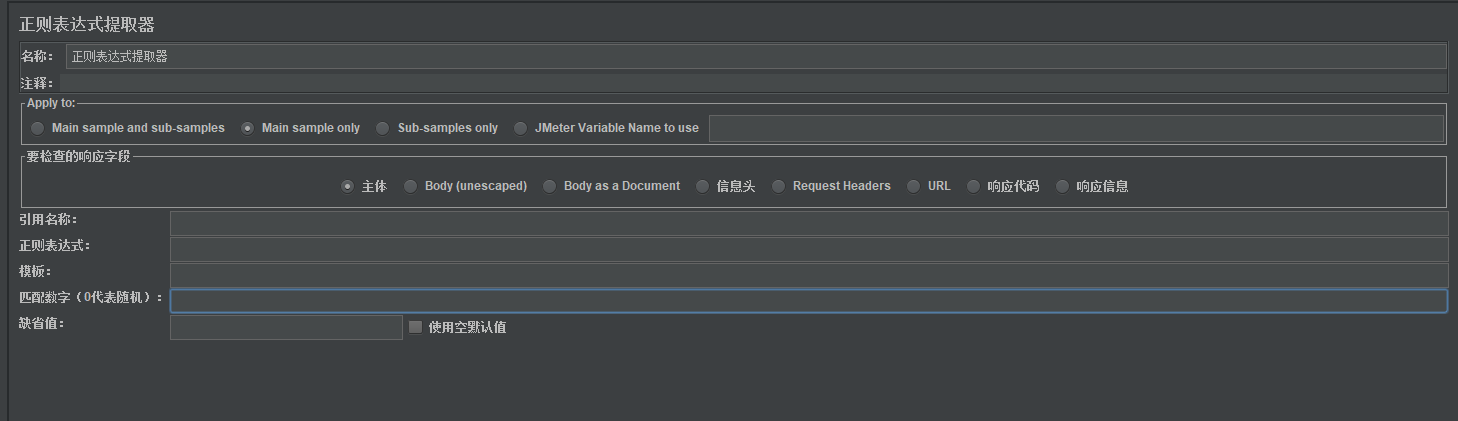 正则表达式提取器
名称： 正则表达式提取器
注释：
Apply to:
Main sample and sub-samples Main sample only Sub-samples only JMeter Variable Name to use
要检查的响应字段
主体 Body (unescaped) Body as a Document 信息头 Request Headers URL 响应代码 响应信息
引用名称：
正则表达式：
模板：
匹配数字（0代表随机）：
缺省值： 使用空默认值